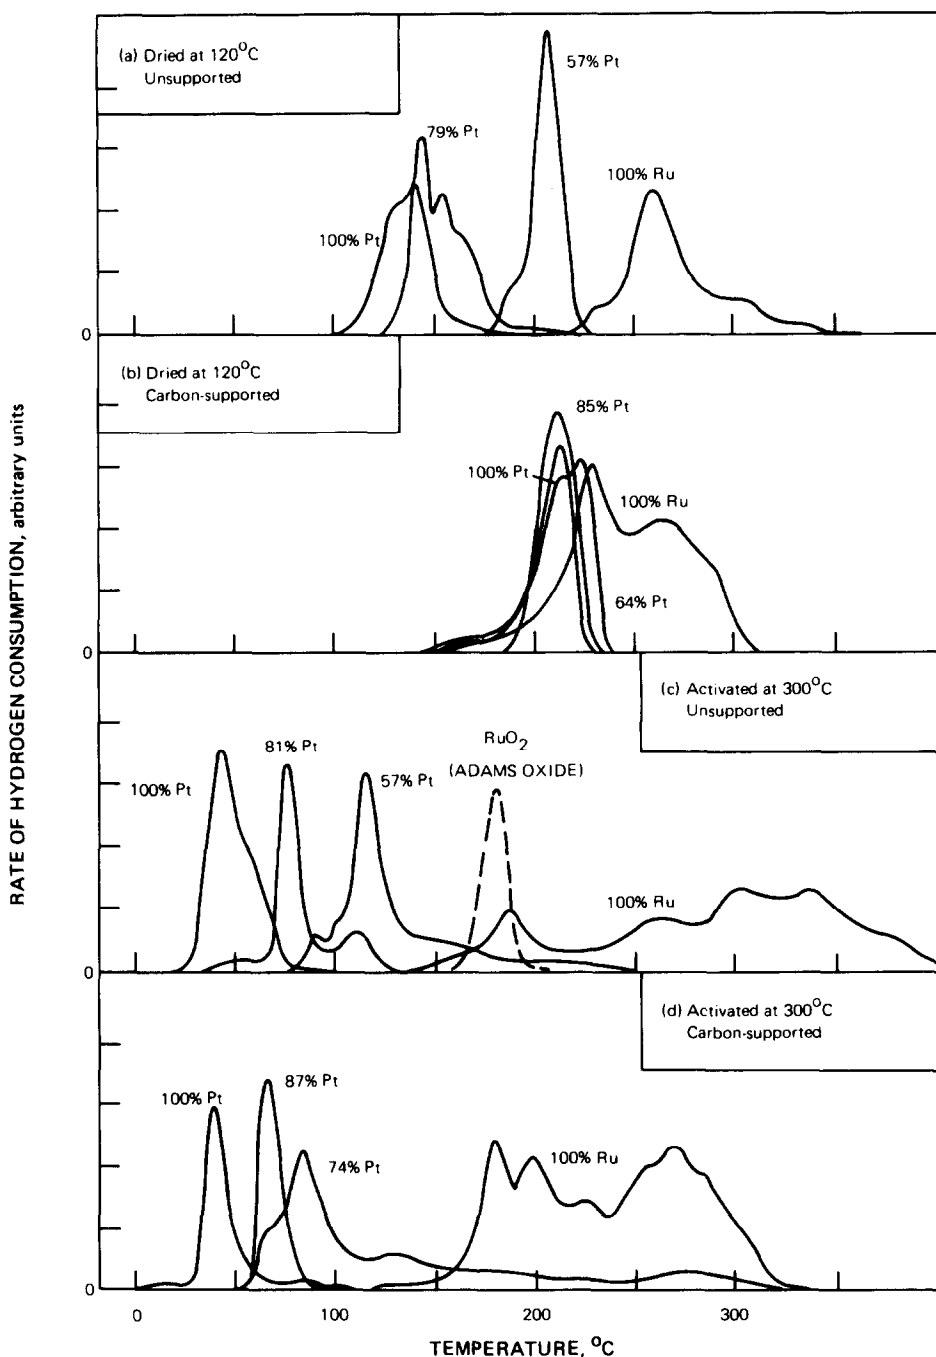 (a) Dried at 120°C
Unsupported
57% Pt
79% Pt
100% Ru
100% Pt
0
(b) Dried at 120°C
Carbon-supported
85% Pt
100% Pt
100% Ru
64% Pt
0
(c) Activated at 300°C
Unsupported
RuO2
(ADAMS OXIDE)
81% Pt
100% Pt
57% Pt
100% Ru
0
(d) Activated at 300°C
Carbon-supported
87% Pt
100% Pt
74% Pt
100% Ru
0
0
100
200
300
TEMPERATURE, °C
RATE OF HYDROGEN CONSUMPTION, arbitrary units